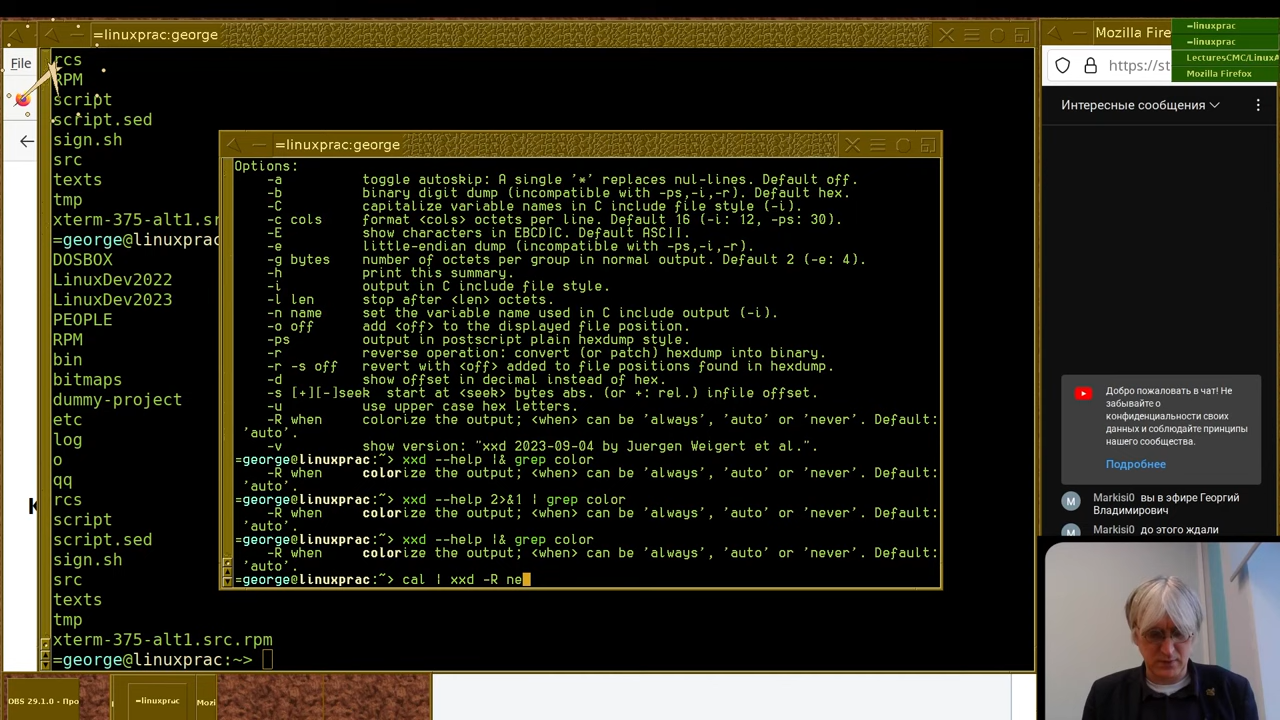 =linuxprac:george
Mozilla Fire
=linuxprac
=linuxprac
LecturesCMC/LinuxA
Mozilla Firefox
File
https://st
Интересные сообщения
rcs
RPM
script
script.sed
sign.sh
src
texts
tmp
xterm-375-alt1.sr
=george@linuxprac
DOSBOX
LinuxDev2022
LinuxDev2023
PEOPLE
RPM
bin
bitmaps
dummy-project
etc
log
o
qq
rcs
script
script.sed
sign.sh
src
texts
tmp
xterm-375-alt1.src.rpm
=george@linuxprac:~>
=linuxprac:george
Options:
-a toggle autoskip: A single '*' replaces nul-lines. Default off.
-b binary digit dump (incompatible with -ps,-i,-r). Default hex.
-C capitalize variable names in C include file style (-i).
-c cols format <cols> octets per line. Default 16 (-i: 12, -ps: 30).
-E show characters in EBCDIC. Default ASCII.
-e little-endian dump (incompatible with -ps,-i,-r).
-g bytes number of octets per group in normal output. Default 2 (-e: 4).
-h print this summary.
-i output in C include file style.
-l len stop after <len> octets.
-n name set the variable name used in C include output (-i).
-o off add <off> to the displayed file position.
-ps output in postscript plain hexdump style.
-r reverse operation: convert (or patch) hexdump into binary.
-r -s off revert with <off> added to file positions found in hexdump.
-d show offset in decimal instead of hex.
-s [+][-]seek start at <seek> bytes abs. (or +: rel.) infile offset.
-u use upper case hex letters.
-R when colorize the output; <when> can be 'always', 'auto' or 'never'. Default:
'auto'.
-v show version: "xxd 2023-09-04 by Juergen Weigert et al.".
=george@linuxprac:~> xxd --help |& grep color
-R when colorize the output; <when> can be 'always', 'auto' or 'never'. Default:
'auto'.
=george@linuxprac:~> xxd --help 2>&1 | grep color
-R when colorize the output; <when> can be 'always', 'auto' or 'never'. Default:
'auto'.
=george@linuxprac:~> xxd --help |& grep color
-R when colorize the output; <when> can be 'always', 'auto' or 'never'. Default:
'auto'.
=george@linuxprac:~> cal | xxd -R ne
Добро пожаловать в чат! Не
забывайте о
конфиденциальности своих
данных и соблюдайте принципы
нашего сообщества.
Подробнее
M
Markisi0 вы в эфире Георгий
Владимирович
Markisi0 до этого ждали
DBS 29.1.0 - Про
=linuxprac
Mozi